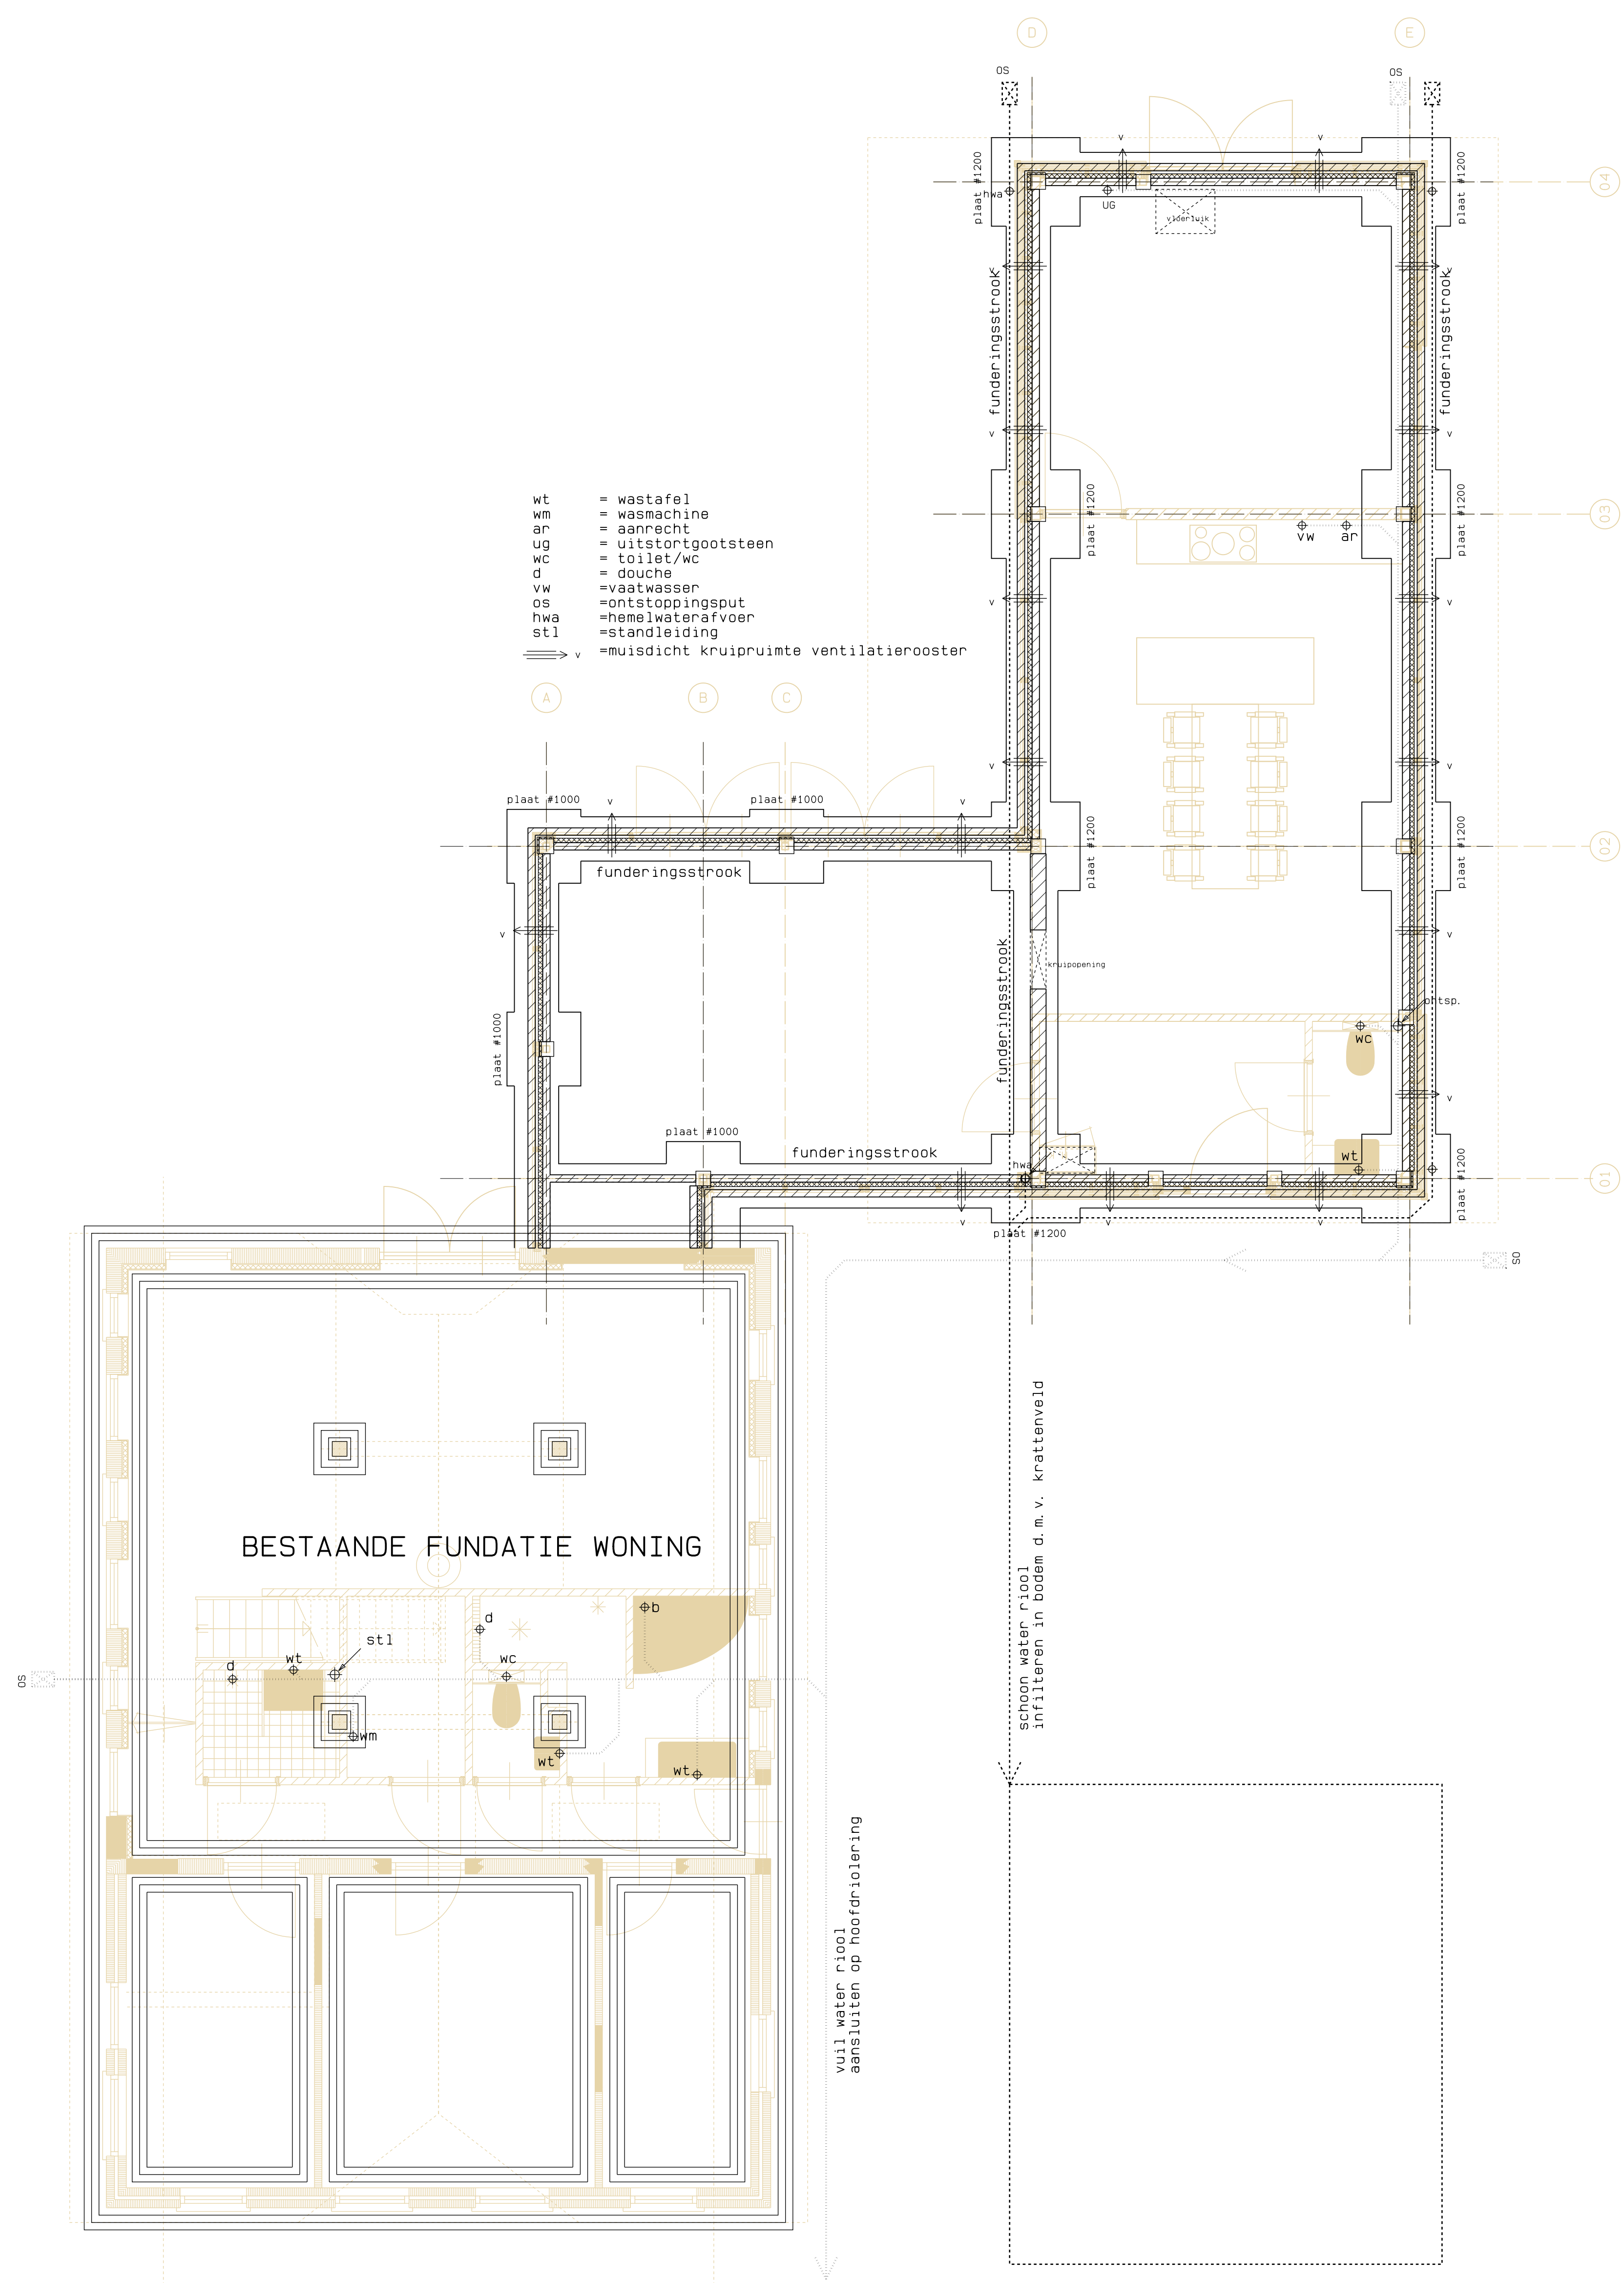 D
E
OS
OS
v
v
plaat #1200
hwa
UG
vlderluik
plaat #1200
04
v
v
funderingsstrook
funderingsstrook
v
v
plaat #1200
plaat #1200
03
vw
ar
wt = wastafel
wm = wasmachine
ar = aanrecht
ug = uitstortgootsteen
wc = toilet/wc
d = douche
vw =vaatwasser
os =ontstoppingsput
hwa =hemelwaterafvoer
stl =standleiding
v =muisdicht kruipruimte ventilatierooster
v
v
A
B
C
v
v
plaat #1000
v
plaat #1000
v
plaat #1200
plaat #1200
02
funderingsstrook
v
v
funderingsstrook
kruipopening
ontsp.
wc
plaat #1000
v
plaat #1000
funderingsstrook
hwa
wt
plaat #1200
01
v
v
v
plaat #1200
OS
schoon water riool
infilteren in bodem d.m.v. krattenveld
BESTAANDE FUNDATIE WONING
b
d
stl
wt
d
wc
OS
wm
wt
wt
vuil water riool
aansluiten op hoofdriolering